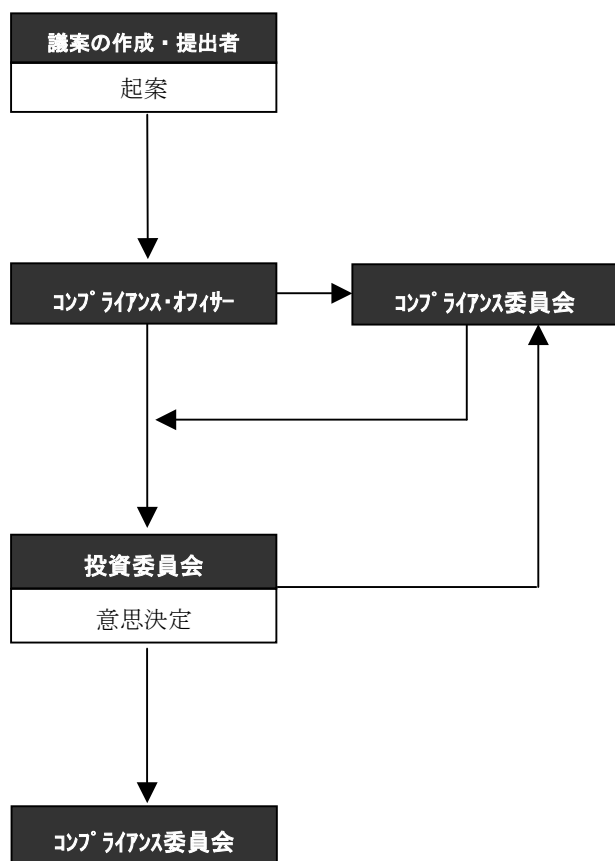 議案の作成・提出者
起案
ｺﾝﾌﾟﾗｲｱﾝｽ･ｵﾌｨｻｰ
ｺﾝﾌﾟﾗｲｱﾝｽ委員会
投資委員会
意思決定
ｺﾝﾌﾟﾗｲｱﾝｽ委員会